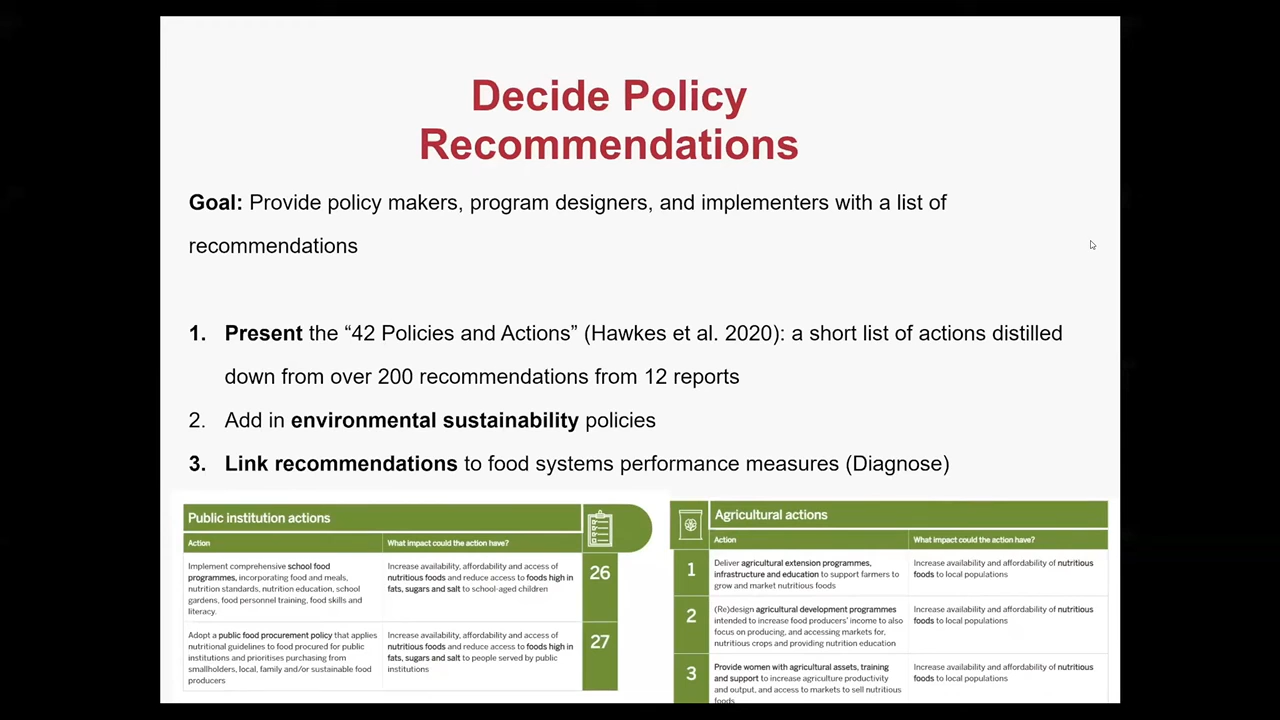 Decide Policy
Recommendations
Goal: Provide policy makers, program designers, and implementers with a list of
recommendations
1. Present the “42 Policies and Actions” (Hawkes et al. 2020): a short list of actions distilled
down from over 200 recommendations from 12 reports
2. Add in environmental sustainability policies
3. Link recommendations to food systems performance measures (Diagnose)
Public institution actions
Action
What impact could the action have?
Implement comprehensive school food
programmes, incorporating food and meals,
nutrition standards, nutrition education, school
gardens, food personnel training, food skills and
literacy.
Increase availability, affordability and access of
nutritious foods and reduce access to foods high in
fats, sugars and salt to school-aged children
26
Adopt a public food procurement policy that applies
nutritional guidelines to food procured for public
institutions and prioritises purchasing from
smallholders, local, family and/or sustainable food
producers
Increase availability, affordability and access of
nutritious foods and reduce access to foods high in
fats, sugars and salt to people served by public
institutions
27
Agricultural actions
Action
What impact could the action have?
1
Deliver agricultural extension programmes,
infrastructure and education to support farmers to
grow and market nutritious foods
Increase availability and affordability of nutritious
foods to local populations
2
(Re)design agricultural development programmes
intended to increase food producers' income to also
focus on producing, and accessing markets for,
nutritious crops and providing nutrition education
Increase availability and affordability of nutritious
foods to local populations
3
Provide women with agricultural assets, training
and support to increase agriculture productivity
and output, and access to markets to sell nutritious
foods
Increase availability and affordability of nutritious
foods to local populations